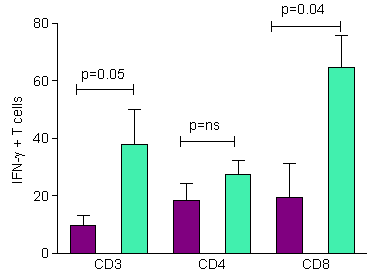 80
60
40
20
0
IFN-γ + T cells
p=0.05
p=ns
p=0.04
CD3
CD4
CD8